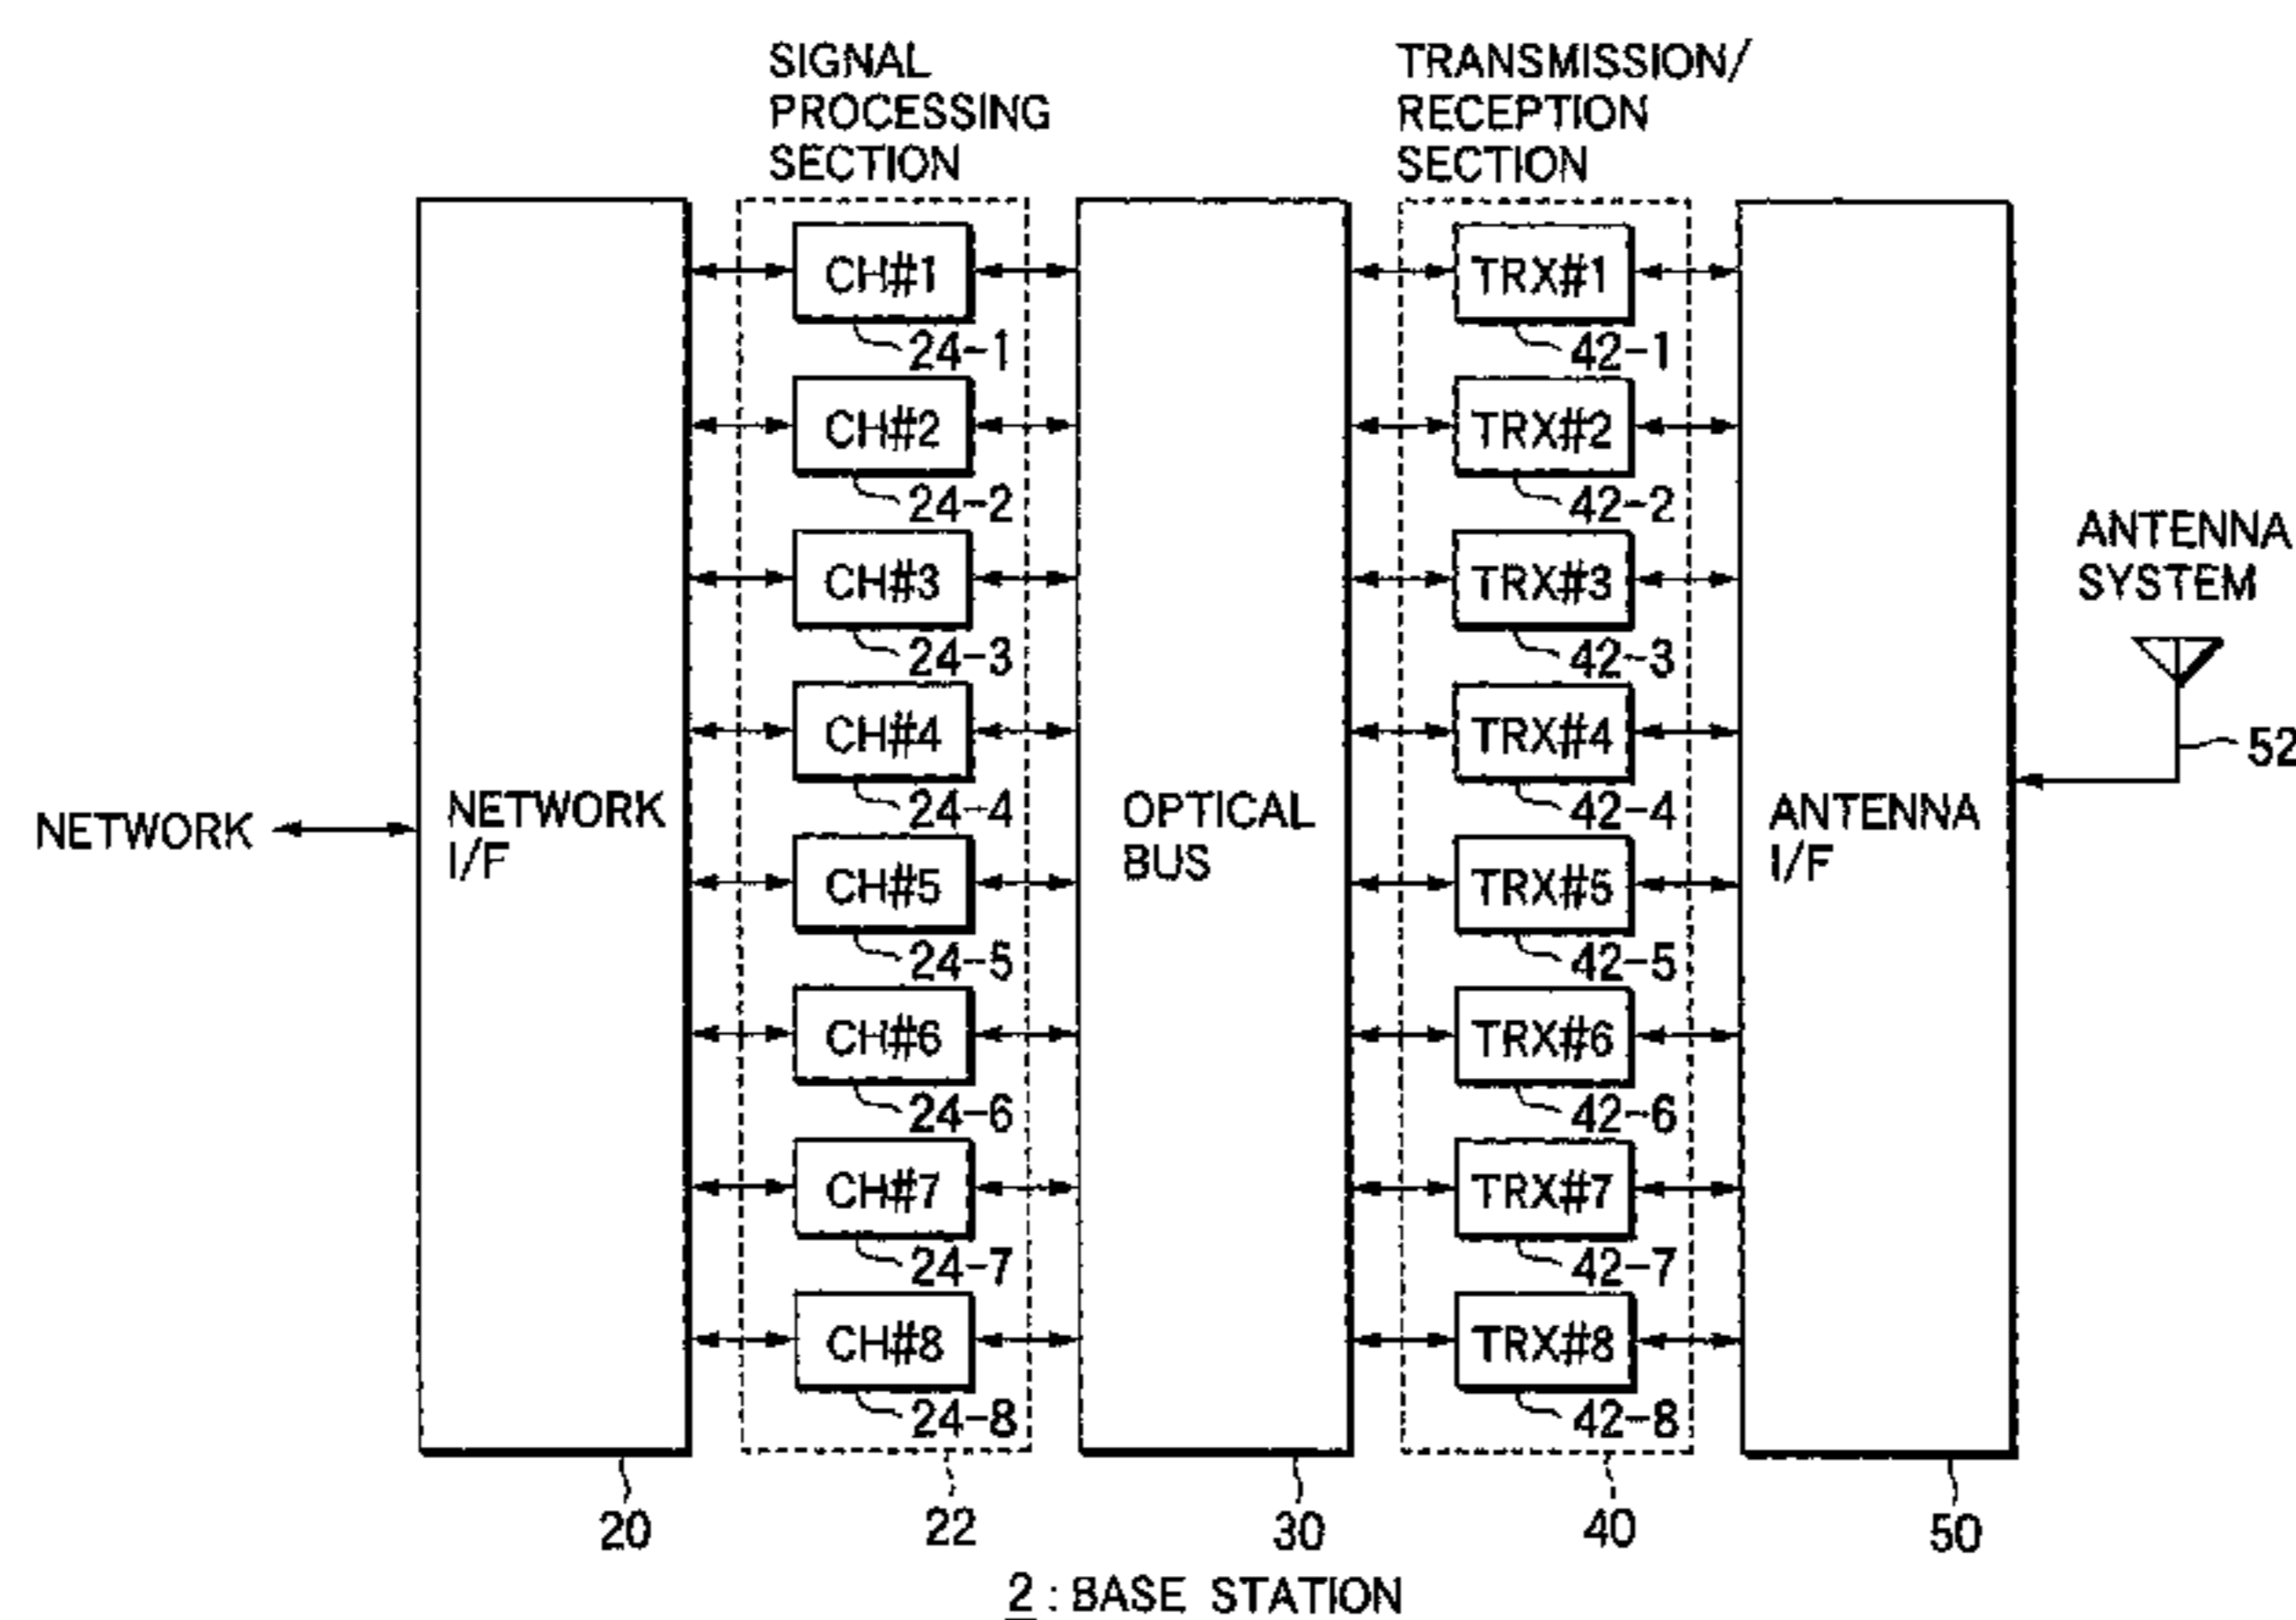 SIGNAL
PROCESSING
SECTION
TRANSMISSION/
RECEPTION
SECTION
CH#1
24-1
CH#2
24-2
CH#3
24-3
CH#4
24-4
CH#5
24-5
CH#6
24-6
CH#7
24-7
CH#8
24-8
TRX#1
42-1
TRX#2
42-2
TRX#3
42-3
TRX#4
42-4
TRX#5
42-5
TRX#6
42-6
TRX#7
42-7
TRX#8
42-8
NETWORK
NETWORK
I/F
OPTICAL
BUS
ANTENNA
I/F
ANTENNA
SYSTEM
52
20
22
30
40
50
2 : BASE STATION